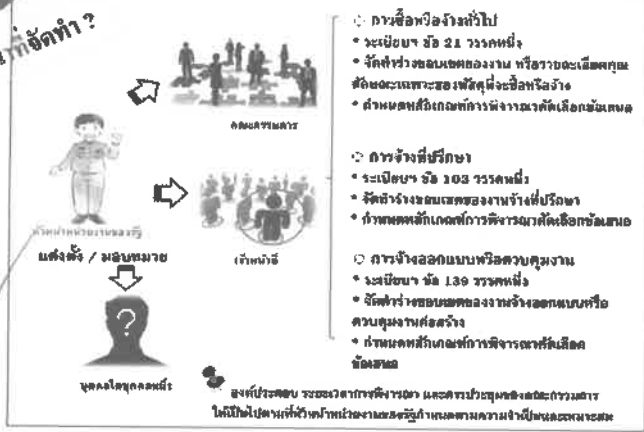 ที่จัดทำ ?
คณะกรรมการ
หัวหน้าหน่วยงานของรัฐ
แต่งตั้ง / มอบหมาย
เจ้าหน้าที่
?
บุคคลใดบุคคลหนึ่ง
การซื้อหรือจ้างทั่วไป
* ระเบียบฯ ข้อ 21 วรรคหนึ่ง
* จัดทำร่างขอบเขตของงาน หรือรายละเอียดคุณ
ลักษณะเฉพาะของพัสดุที่จะซื้อหรือจ้าง
* กำหนดหลักเกณฑ์การพิจารณาคัดเลือกข้อเสนอ
การจ้างที่ปรึกษา
* ระเบียบฯ ข้อ 103 วรรคหนึ่ง
* จัดทำร่างขอบเขตของงานจ้างที่ปรึกษา
* กำหนดหลักเกณฑ์การพิจารณาคัดเลือกข้อเสนอ
การจ้างออกแบบหรือควบคุมงาน
* ระเบียบฯ ข้อ 139 วรรคหนึ่ง
* จัดทำร่างขอบเขตของงานจ้างออกแบบหรือ
ควบคุมงานก่อสร้าง
* กำหนดหลักเกณฑ์การพิจารณาคัดเลือก
ข้อเสนอ
องค์ประกอบ ระยะเวลาการพิจารณา และการประชุมของคณะกรรมการ
ให้เป็นไปตามที่หัวหน้าหน่วยงานของรัฐกำหนดตามความจำเป็นและเหมาะสม